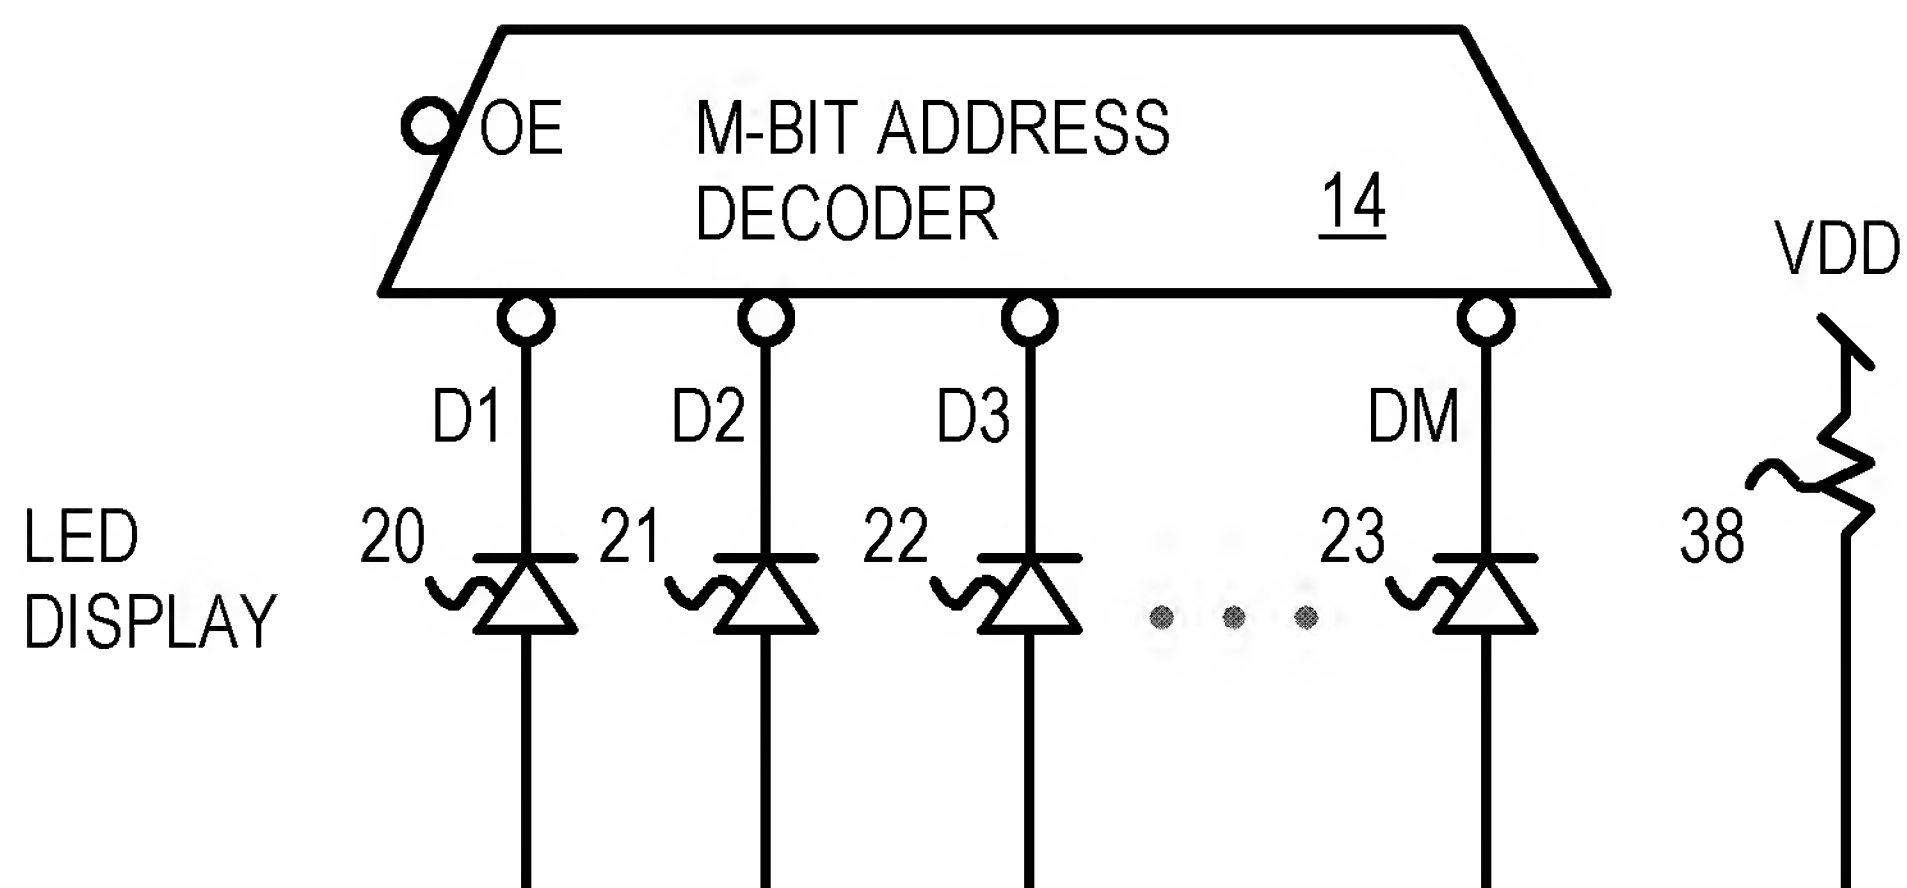 OE
M-BIT ADDRESS
DECODER
14
VDD
D1
D2
D3
DM
LED
DISPLAY
20
21
22
23
38